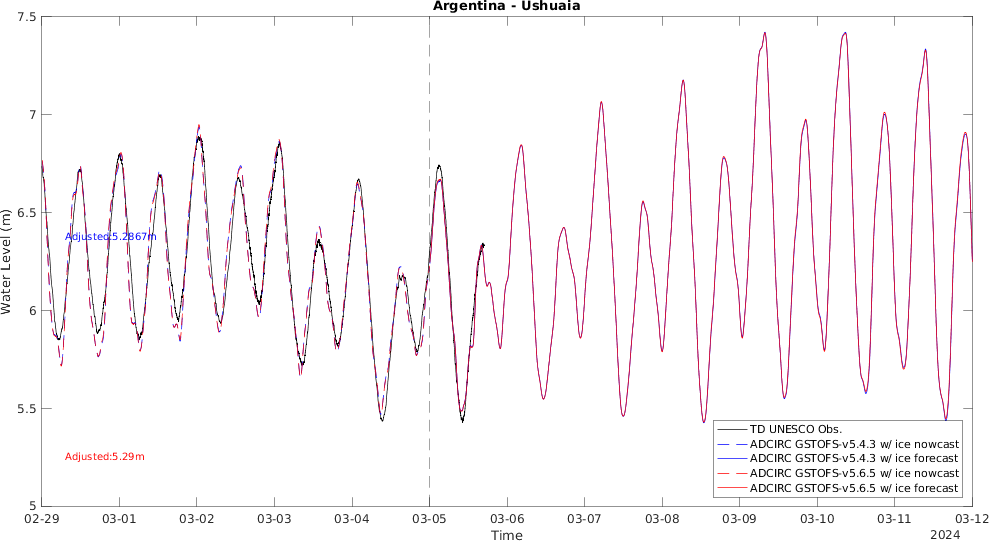 Argentina - Ushuaia
7.5
7
6.5
6
5.5
5
Water Level (m)
Adjusted:5.2867m
Adjusted:5.29m
TD UNESCO Obs.
ADCIRC GSTOFS-v5.4.3 w/ ice nowcast
ADCIRC GSTOFS-v5.4.3 w/ ice forecast
ADCIRC GSTOFS-v5.6.5 w/ ice nowcast
ADCIRC GSTOFS-v5.6.5 w/ ice forecast
02-29 03-01 03-02 03-03 03-04 03-05 03-06 03-07 03-08 03-09 03-10 03-11 03-12
Time
2024